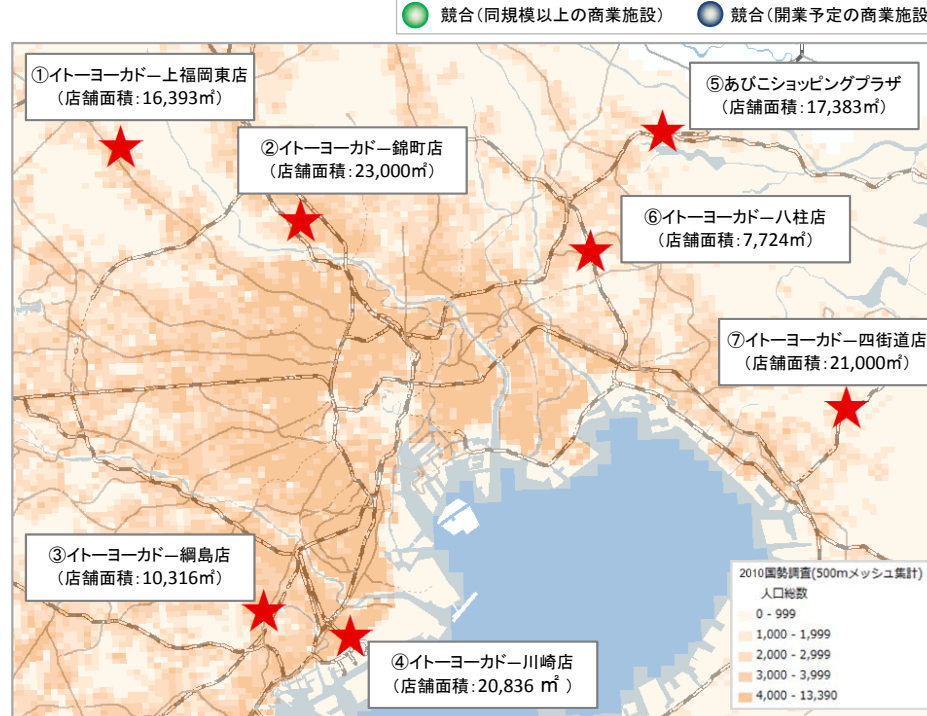 競合(同規模以上の商業施設)
競合(開業予定の商業施設
①イトーヨーカドー上福岡東店
(店舗面積:16,393㎡)
⑤あびこショッピングプラザ
(店舗面積:17,383㎡)
②イトーヨーカドー錦町店
(店舗面積:23,000㎡)
⑥イトーヨーカドー八柱店
(店舗面積:7,724㎡)
⑦イトーヨーカドー四街道店
(店舗面積:21,000㎡)
③イトーヨーカドー綱島店
(店舗面積:10,316㎡)
④イトーヨーカドー川崎店
(店舗面積:20,836 ㎡ )
2010国勢調査(500mメッシュ集計)
人口総数
0 - 999
1,000 - 1,999
2,000 - 2,999
3,000 - 3,999
4,000 - 13,390